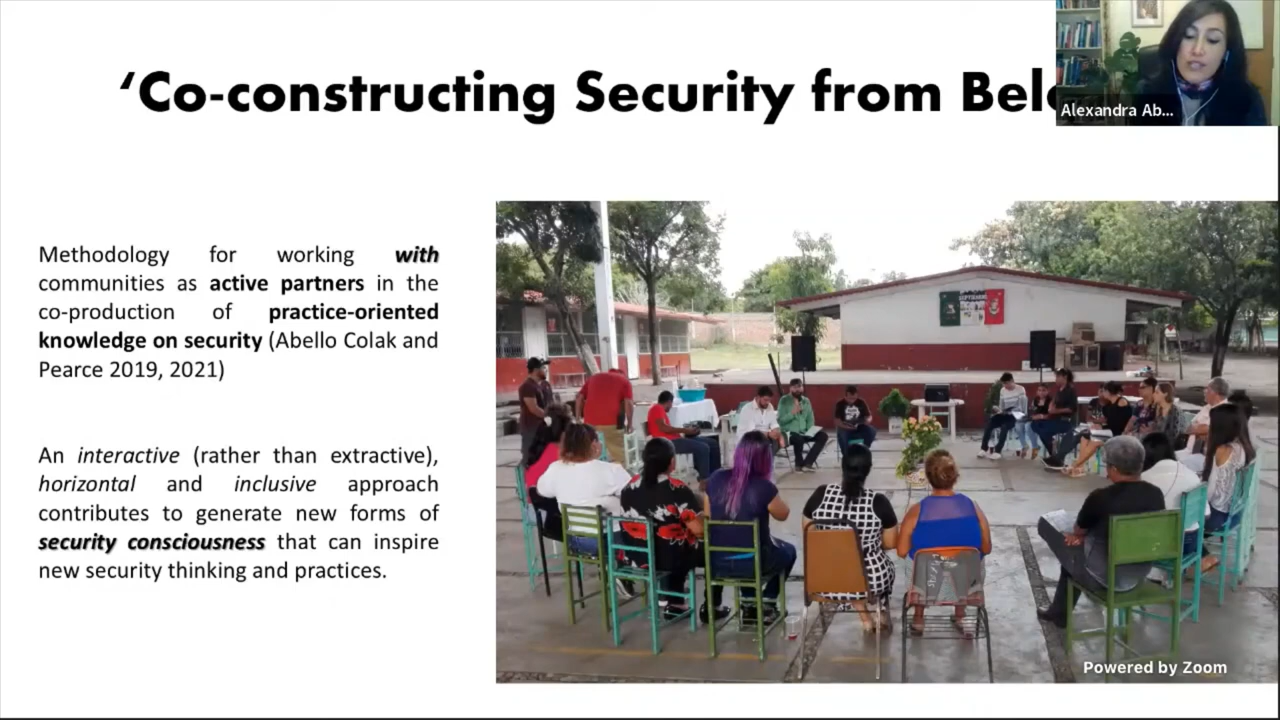 ‘Co-constructing Security from
Alexandra Ab...
Methodology for working with
communities as active partners in the
co-production of practice-oriented
knowledge on security (Abello Colak and
Pearce 2019, 2021)
An interactive (rather than extractive),
horizontal and inclusive approach
contributes to generate new forms of
security consciousness that can inspire
new security thinking and practices.
Powered by Zoom